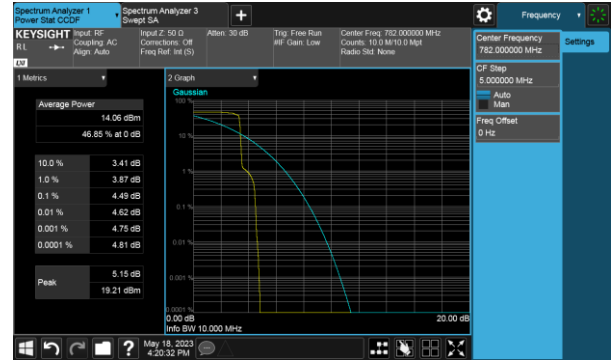 Spectrum Analyzer 1
Power Stat CCDF
Spectrum Analyzer 3
Swept SA
+
Frequency
KEYSIGHT
RL
LXI
Input: RF
Coupling: AC
Align: Auto
Input Z: 50 Ω
Corrections: Off
Freq Ref: Int (S)
Atten: 30 dB
Trig: Free Run
#IF Gain: Low
Center Freq: 782.000000 MHz
Counts: 10.0 M/10.0 Mpt
Radio Std: None
Center Frequency
782.000000 MHz
Settings
CF Step
5.000000 MHz
Auto
Man
Freq Offset
0 Hz
1 Metrics
Average Power
14.06 dBm
46.85 % at 0 dB
10.0 % 3.41 dB
1.0 % 3.87 dB
0.1 % 4.49 dB
0.01 % 4.62 dB
0.001 % 4.75 dB
0.0001 % 4.81 dB
Peak
5.15 dB
19.21 dBm
2 Graph
Gaussian
100 %
10 %
1 %
0.1 %
0.01 %
0.001 %
0.0001 %
0.00 dB
20.00 dB
Info BW 10.000 MHz
?
May 18, 2023
4:20:32 PM